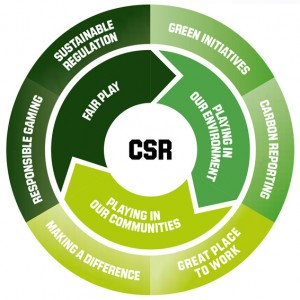 SUSTAINABLE
REGULATION
GREEN INITIATIVES
CARBON REPORTING
GREAT PLACE
TO WORK
MAKING A DIFFERENCE
RESPONSIBLE GAMING
FAIR PLAY
PLAYING IN
OUR ENVIRONMENT
PLAYING IN
OUR COMMUNITIES
CSR